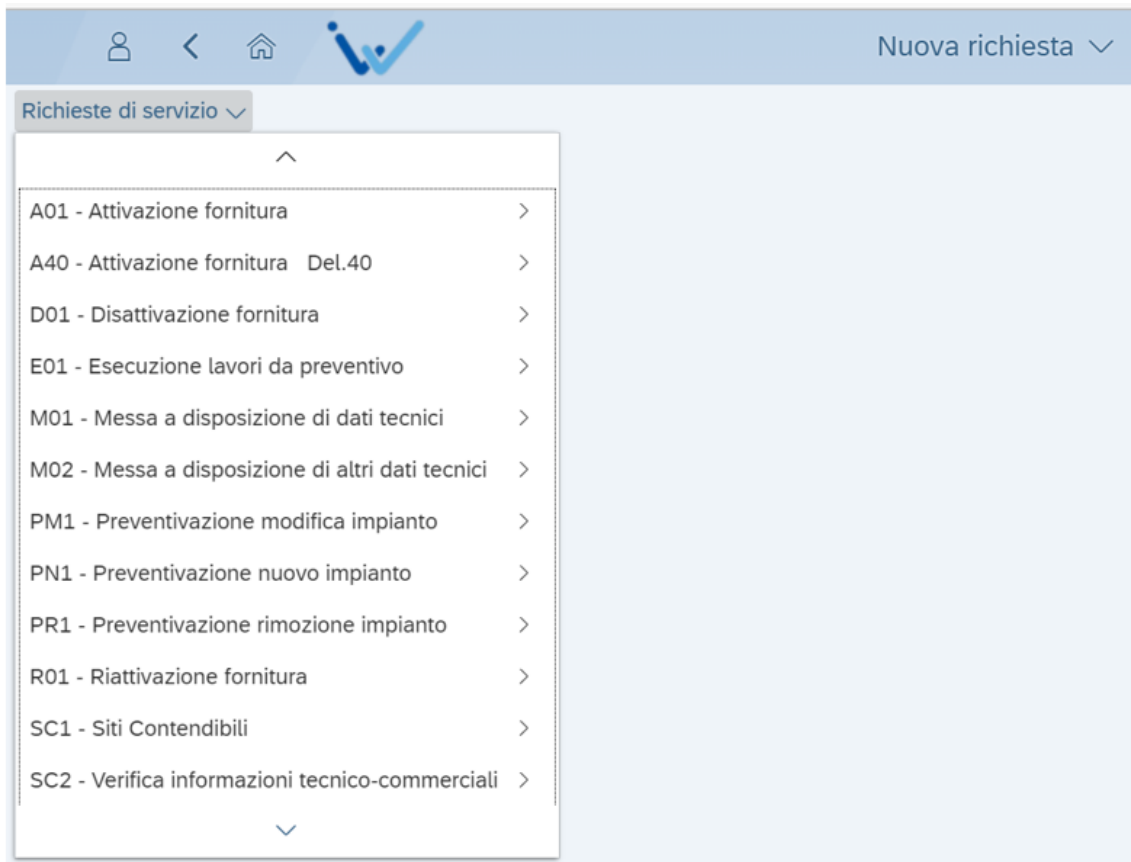 Nuova richiesta
Richieste di servizio
A01 - Attivazione fornitura
A40 - Attivazione fornitura Del.40
D01 - Disattivazione fornitura
E01 - Esecuzione lavori da preventivo
M01 - Messa a disposizione di dati tecnici
M02 - Messa a disposizione di altri dati tecnici
PM1 - Preventivazione modifica impianto
PN1 - Preventivazione nuovo impianto
PR1 - Preventivazione rimozione impianto
R01 - Riattivazione fornitura
SC1 - Siti Contendibili
SC2 - Verifica informazioni tecnico-commerciali